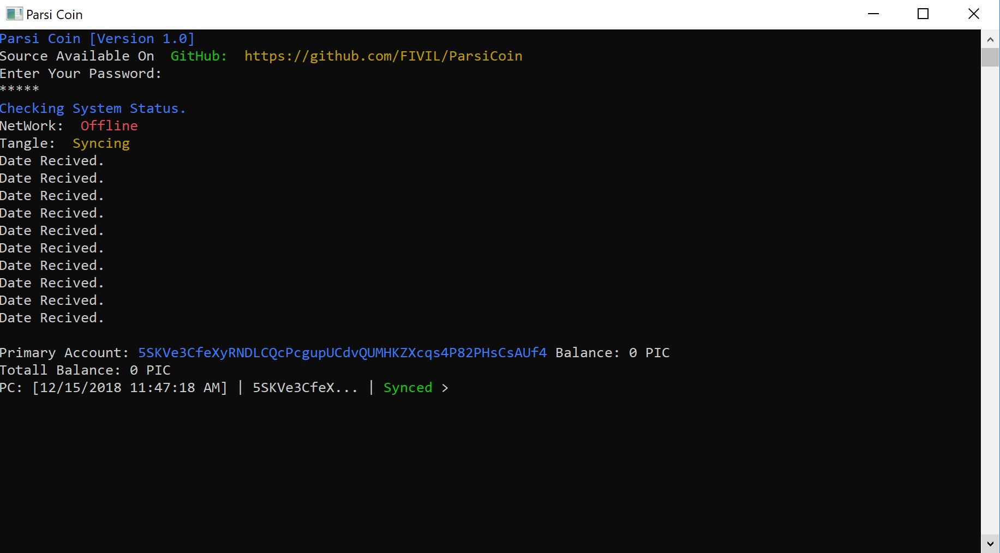 Parsi Coin
Parsi Coin [Version 1.0]
Source Available On  GitHub:  https://github.com/FIVIL/ParsiCoin
Enter Your Password:
*****
Checking System Status.
NetWork:  Offline
Tangle:  Syncing
Date Recived.
Date Recived.
Date Recived.
Date Recived.
Date Recived.
Date Recived.
Date Recived.
Date Recived.
Date Recived.
Date Recived.
Primary Account: 5SKVe3CfeXyRNDLCQcPcgupUCdvQUMHKZXcqs4P82PHsCsAUf4 Balance: 0 PIC
Totall Balance: 0 PIC
PC: [12/15/2018 11:47:18 AM] | 5SKVe3CfeX... | Synced >